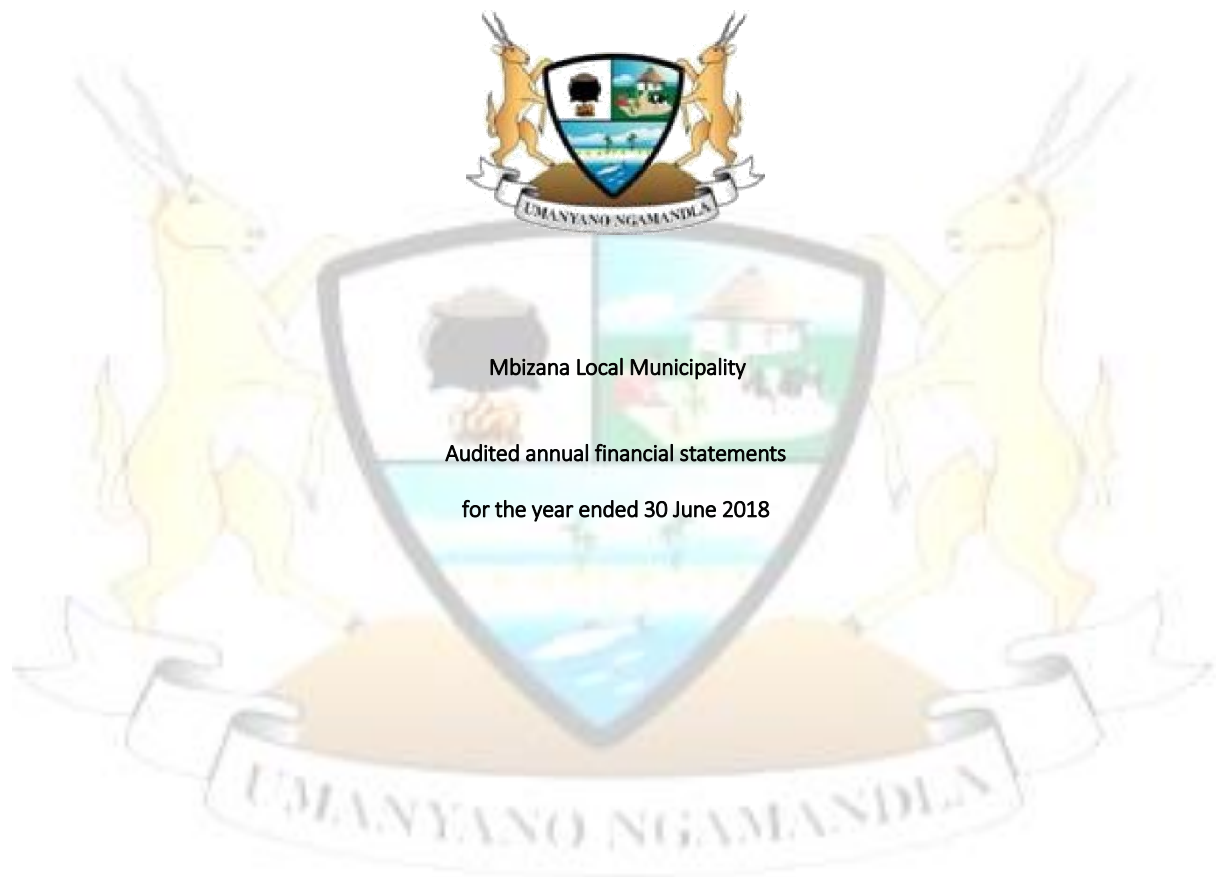 UMANYANO NGAMANDLA
Mbizana Local Municipality
Audited annual financial statements
for the year ended 30 June 2018
UMANYANO NGAMANDLA